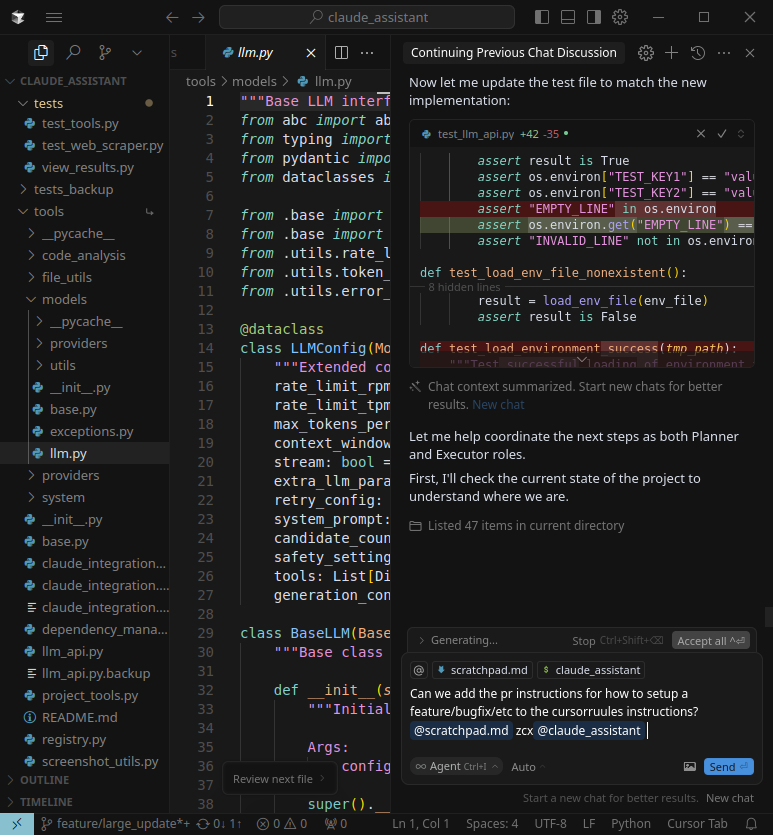 claude_assistant
CLAUDE_ASSISTANT
tests
test_tools.py
test_web_scraper.py
view_results.py
tests_backup
tools
__pycache__
code_analysis
file_utils
models
__pycache__
providers
utils
__init__.py
base.py
exceptions.py
llm.py
providers
system
__init__.py
base.py
claude_integration...
claude_integration....
claude_integration....
dependency_mana...
llm_api.py
llm_api.py.backup
project_tools.py
README.md
registry.py
screenshot_utils.py
OUTLINE
TIMELINE
s
llm.py
tools > models > llm.py
1 """Base LLM interf
2 from abc import ab
3 from typing import
4 from pydantic impo
5 from dataclasses i
6
7 from .base import
8 from .base import
9 from .utils.rate_l
10 from .utils.token_
11 from .utils.error_
12
13 @dataclass
14 class LLMConfig(Mo
15 """Extended co
16 rate_limit_rpm
17 rate_limit_tpm
18 max_tokens_per
19 context_window
20 stream: bool =
21 extra_llm_para
22 retry_config:
23 system_prompt:
24 candidate_coun
25 safety_setting
26 tools: List[Di
27 generation_con
28
29 class BaseLLM(Base
30 """Base class
31
32 def __init__(s
33 """Initial
34
35 Args:
36 config
37
38 super().__
Review next file
Continuing Previous Chat Discussion
Now let me update the test file to match the new
implementation:
test_llm_api.py +42 -35
assert result is True
assert os.environ["TEST_KEY1"] == "valu
assert os.environ["TEST_KEY2"] == "valu
assert "EMPTY_LINE" in os.environ
assert os.environ.get("EMPTY_LINE") ==
assert "INVALID_LINE" not in os.environ
def test_load_env_file_nonexistent():
8 hidden lines
result = load_env_file(env_file)
assert result is False
def test_load_environment_success(tmp_path):
"""Test successful loading of environment
Chat context summarized. Start new chats for better
results. New chat
Let me help coordinate the next steps as both Planner
and Executor roles.
First, I'll check the current state of the project to
understand where we are.
Listed 47 items in current directory
Generating... Stop Ctrl+Shift+⌫ Accept all ^⏎
@ scratchpad.md $ claude_assistant
Can we add the pr instructions for how to setup a
feature/bugfix/etc to the cursorruules instructions?
@scratchpad.md zcx @claude_assistant
∞ Agent Ctrl+I Auto Send ⏎
Start a new chat for better results. New chat
feature/large_update*+ 0↓ 1↑ 0 0 0 Ln 1, Col 1 Spaces: 4 UTF-8 LF Python Cursor Tab